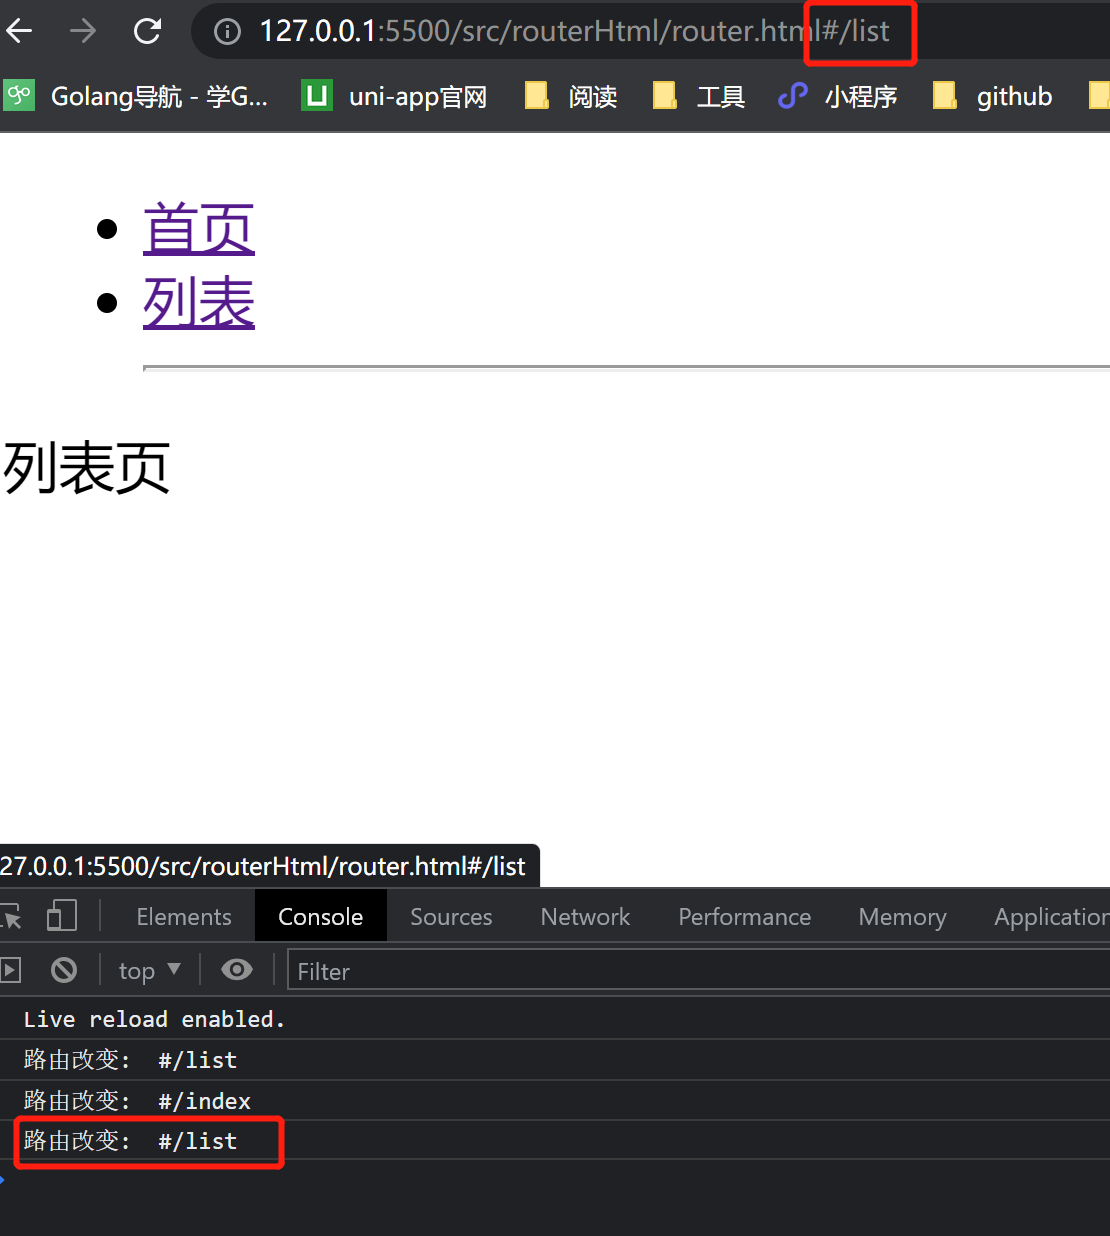 127.0.0.1:5500/src/routerHtml/router.html#/list
Golang导航 - 学G... uni-app官网 阅读 工具 小程序 github
首页
列表
列表页
27.0.0.1:5500/src/routerHtml/router.html#/list
Elements Console Sources Network Performance Memory Application
top Filter
Live reload enabled.
路由改变: #/list
路由改变: #/index
路由改变: #/list